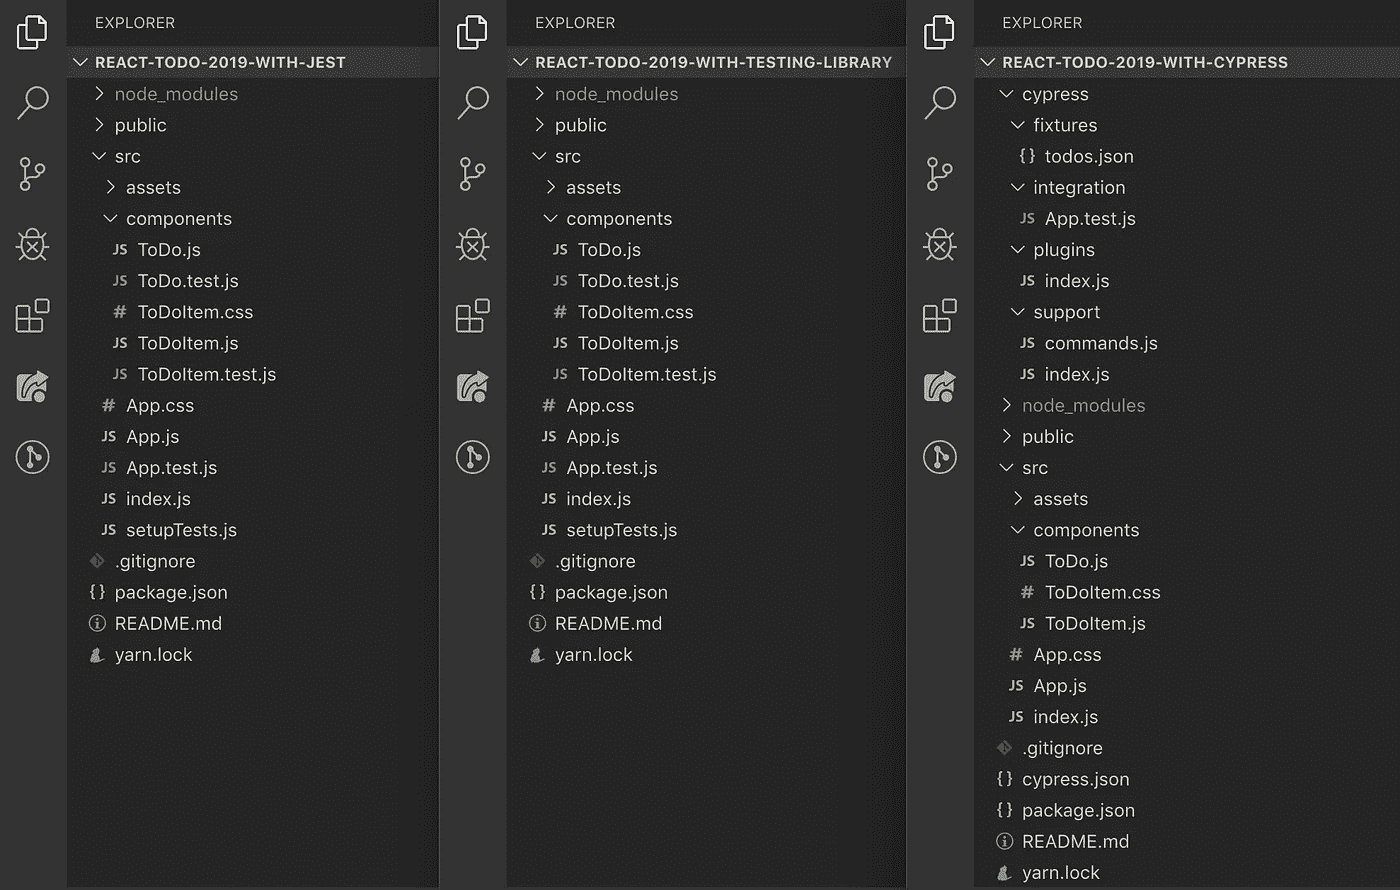 EXPLORER
REACT-TODO-2019-WITH-JEST
node_modules
public
src
assets
components
JS ToDo.js
JS ToDo.test.js
# ToDoItem.css
JS ToDoItem.js
JS ToDoItem.test.js
# App.css
JS App.js
JS App.test.js
JS index.js
JS setupTests.js
.gitignore
{} package.json
README.md
yarn.lock
EXPLORER
REACT-TODO-2019-WITH-TESTING-LIBRARY
node_modules
public
src
assets
components
JS ToDo.js
JS ToDo.test.js
# ToDoItem.css
JS ToDoItem.js
JS ToDoItem.test.js
# App.css
JS App.js
JS App.test.js
JS index.js
JS setupTests.js
.gitignore
{} package.json
README.md
yarn.lock
EXPLORER
REACT-TODO-2019-WITH-CYPRESS
cypress
fixtures
{} todos.json
integration
JS App.test.js
plugins
JS index.js
support
JS commands.js
JS index.js
node_modules
public
src
assets
components
JS ToDo.js
# ToDoItem.css
JS ToDoItem.js
# App.css
JS App.js
JS index.js
.gitignore
{} cypress.json
{} package.json
README.md
yarn.lock